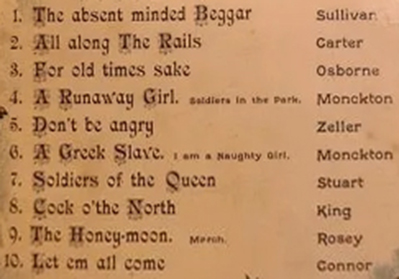 1. The absent minded Beggar Sullivan
2. All along The Rails Carter
3. For old times sake Osborne
4. A Runaway Girl. Soldiers in the Park. Monckton
5. Don't be angry Zeller
6. A Greek Slave. I am a Naughty Girl. Monckton
7. Soldiers of the Queen Stuart
8. Cock o'the North King
9. The Honey-moon. March. Rosey
10. Let em all come Connor